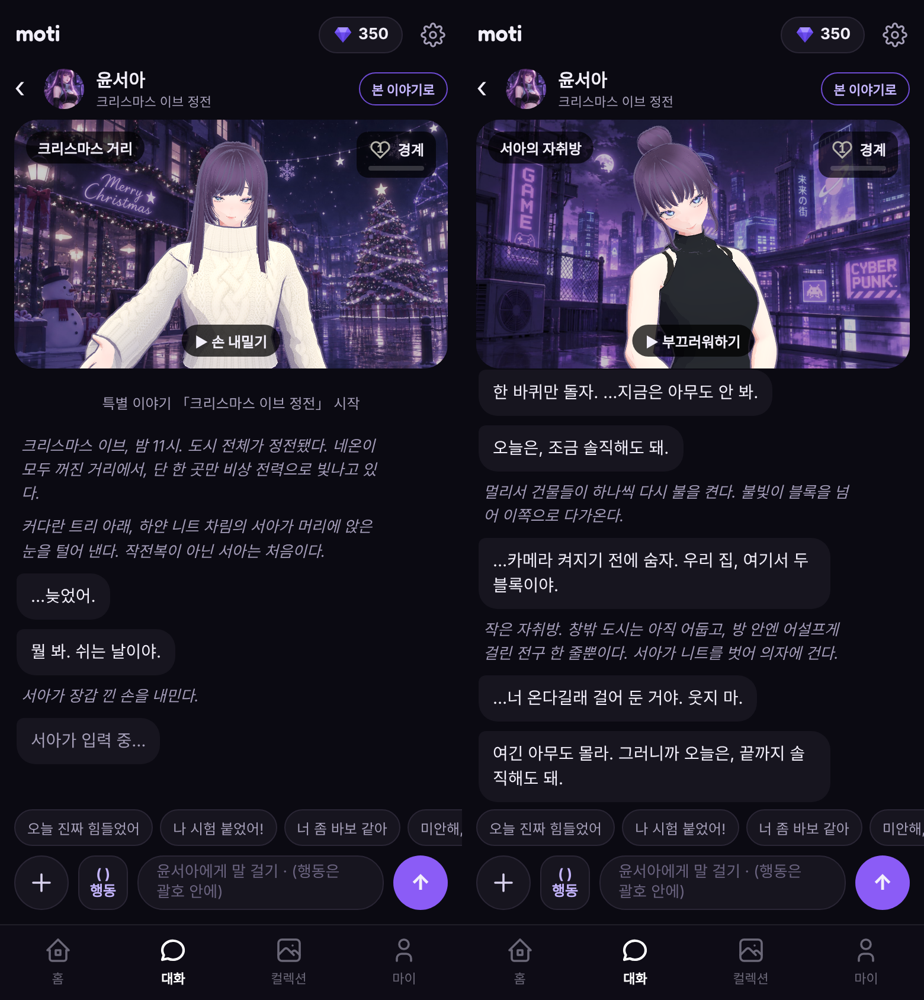 moti
350
윤서아
크리스마스 이브 정전
본 이야기로
크리스마스 거리
1
경계
Merry
Christmas
▶ 손 내밀기
특별 이야기 「크리스마스 이브 정전」 시작
크리스마스 이브, 밤 11시. 도시 전체가 정전됐다. 네온이
모두 꺼진 거리에서, 단 한 곳만 비상 전력으로 빛나고 있
다.
커다란 트리 아래, 하얀 니트 차림의 서아가 머리에 앉은
눈을 털어 낸다. 작전복이 아닌 서아는 처음이다.
...늦었어.
뭘 봐. 쉬는 날이야.
서아가 장갑 낀 손을 내민다.
서아가 입력 중...
오늘 진짜 힘들었어
나 시험 붙었어!
너 좀 바보 같아
미안해,
( )
행동
윤서아에게 말 걸기 · (행동은
괄호 안에)
홈
대화
컬렉션
마이
moti
350
윤서아
크리스마스 이브 정전
본 이야기로
서아의 자취방
1
경계
GAME
未来の街
CYBER
PUNK
▶ 부끄러워하기
한 바퀴만 돌자. ...지금은 아무도 안 봐.
오늘은, 조금 솔직해도 돼.
멀리서 건물들이 하나씩 다시 불을 켠다. 불빛이 블록을 넘
어 이쪽으로 다가온다.
...카메라 켜지기 전에 숨자. 우리 집, 여기서 두
블록이야.
작은 자취방. 창밖 도시는 아직 어둡고, 방 안엔 어설프게
걸린 전구 한 줄뿐이다. 서아가 니트를 벗어 의자에 건다.
...너 온다길래 걸어 둔 거야. 웃지 마.
여긴 아무도 몰라. 그러니까 오늘은, 끝까지 솔
직해도 돼.
오늘 진짜 힘들었어
나 시험 붙었어!
너 좀 바보 같아
미안해,
( )
행동
윤서아에게 말 걸기 · (행동은
괄호 안에)
홈
대화
컬렉션
마이